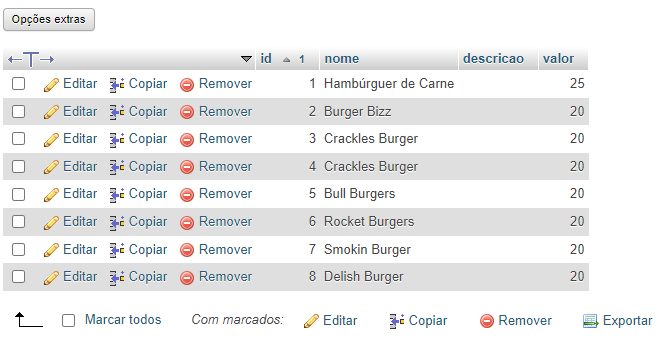 Opções extras
id 1 nome descricao valor
Editar Copiar Remover 1 Hambúrguer de Carne 25
Editar Copiar Remover 2 Burger Bizz 20
Editar Copiar Remover 3 Crackles Burger 20
Editar Copiar Remover 4 Crackles Burger 20
Editar Copiar Remover 5 Bull Burgers 20
Editar Copiar Remover 6 Rocket Burgers 20
Editar Copiar Remover 7 Smokin Burger 20
Editar Copiar Remover 8 Delish Burger 20
Marcar todos Com marcados: Editar Copiar Remover Exportar